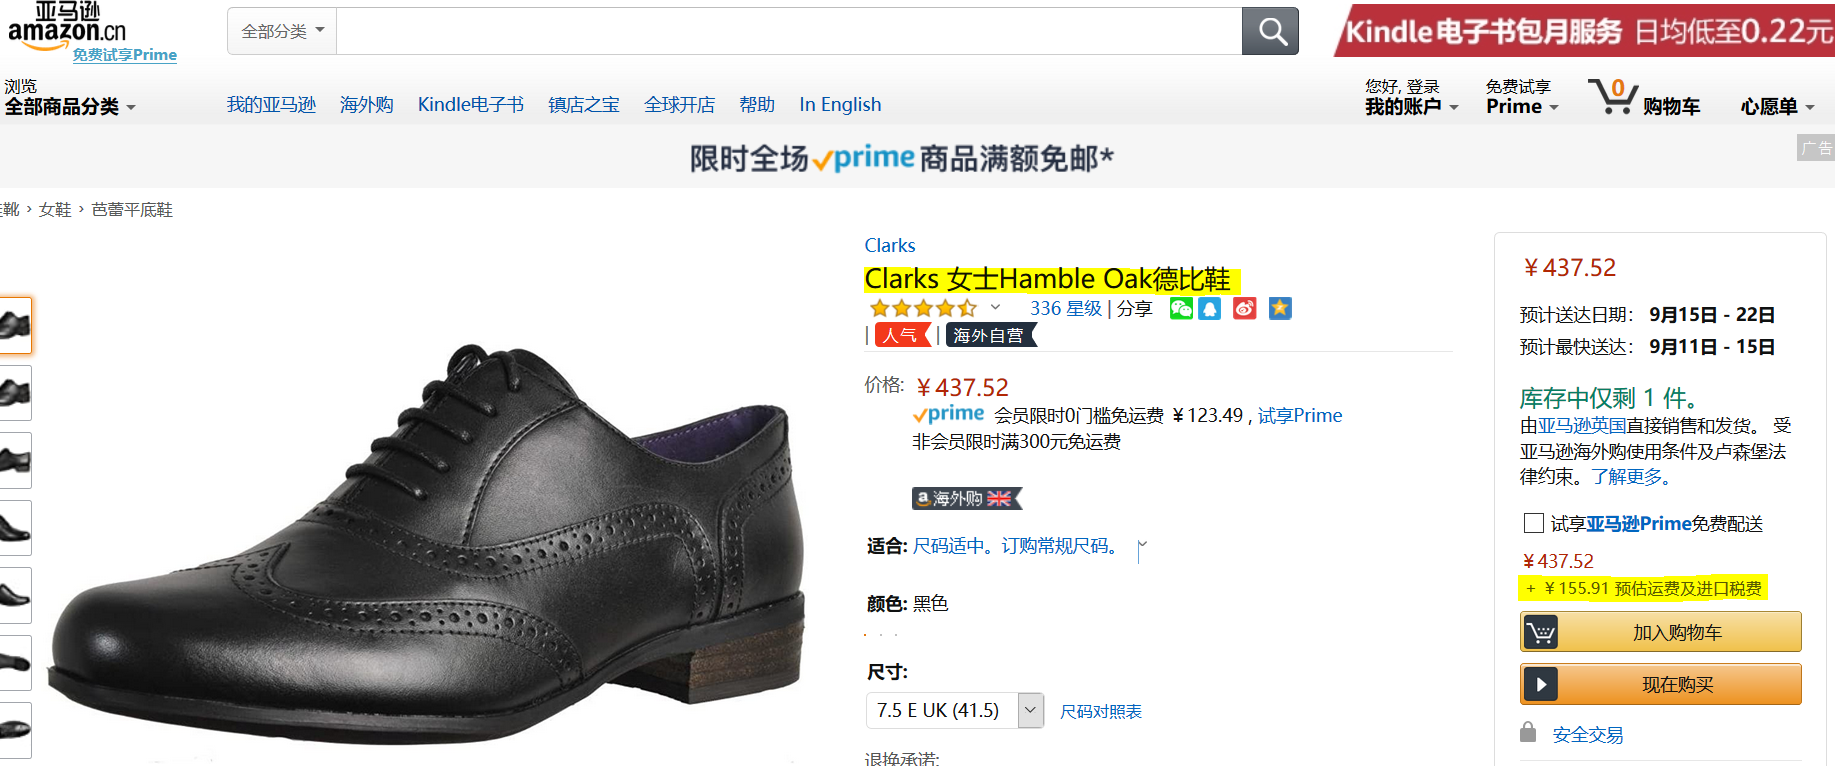 亚马逊
amazon.cn
免费试享Prime
全部分类
Kindle电子书包月服务 日均低至0.22元
浏览
全部商品分类
我的亚马逊 海外购 Kindle电子书 镇店之宝 全球开店 帮助 In English
您好, 登录
我的账户
免费试享
Prime
0
购物车
心愿单
限时全场prime商品满额免邮*
广告
靴 › 女鞋 › 芭蕾平底鞋
Clarks
Clarks 女士Hamble Oak德比鞋
336 星级 | 分享
| 人气 | 海外自营
价格: ￥437.52
prime 会员限时0门槛免运费 ￥123.49 , 试享Prime
非会员限时满300元免运费
a海外购
适合: 尺码适中。订购常规尺码。
颜色: 黑色
尺寸:
7.5 E UK (41.5)
尺码对照表
退换承诺:
￥437.52
预计送达日期: 9月15日 - 22日
预计最快送达: 9月11日 - 15日
库存中仅剩 1 件。
由亚马逊英国直接销售和发货。 受
亚马逊海外购使用条件及卢森堡法
律约束。了解更多。
试享亚马逊Prime免费配送
￥437.52
+ ￥155.91 预估运费及进口税费
加入购物车
现在购买
安全交易